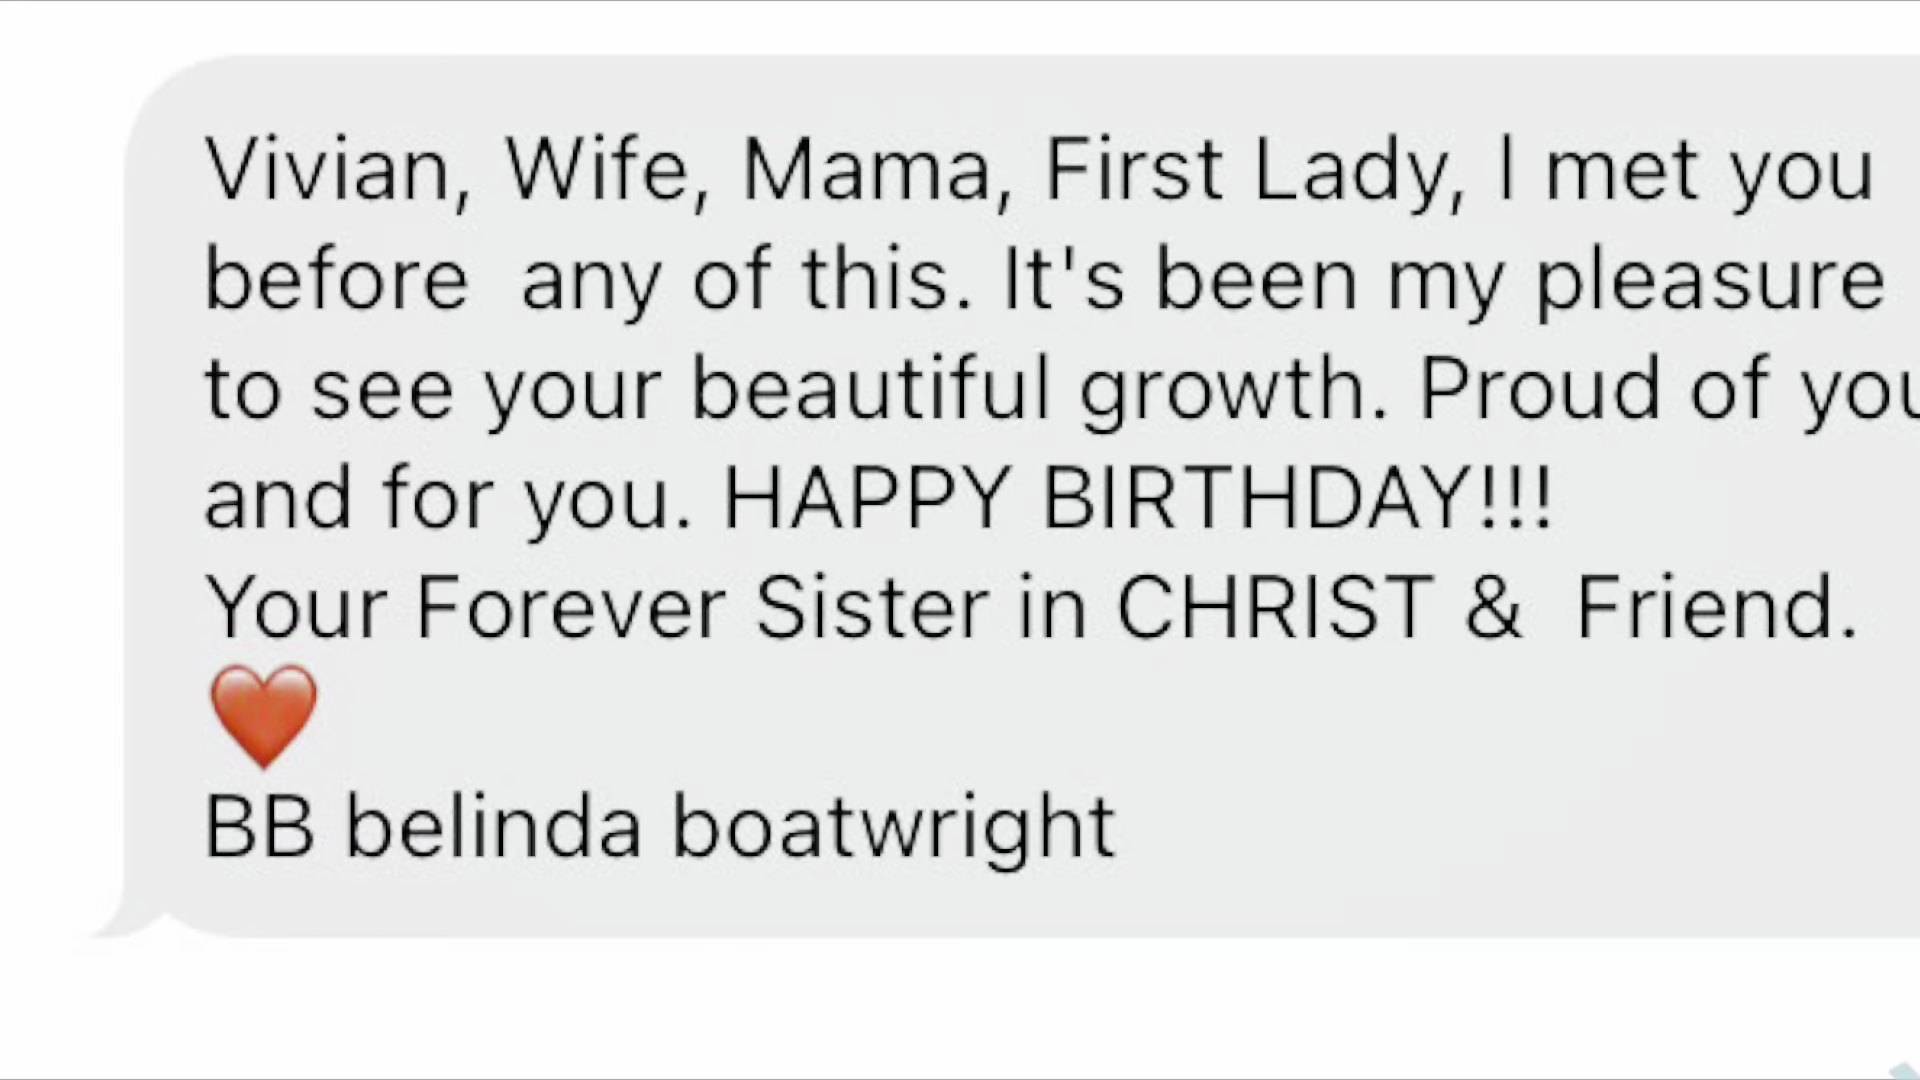 Vivian, Wife, Mama, First Lady, I met you
before  any of this. It's been my pleasure
to see your beautiful growth. Proud of you
and for you. HAPPY BIRTHDAY!!!
Your Forever Sister in CHRIST &  Friend.
❤️
BB belinda boatwright